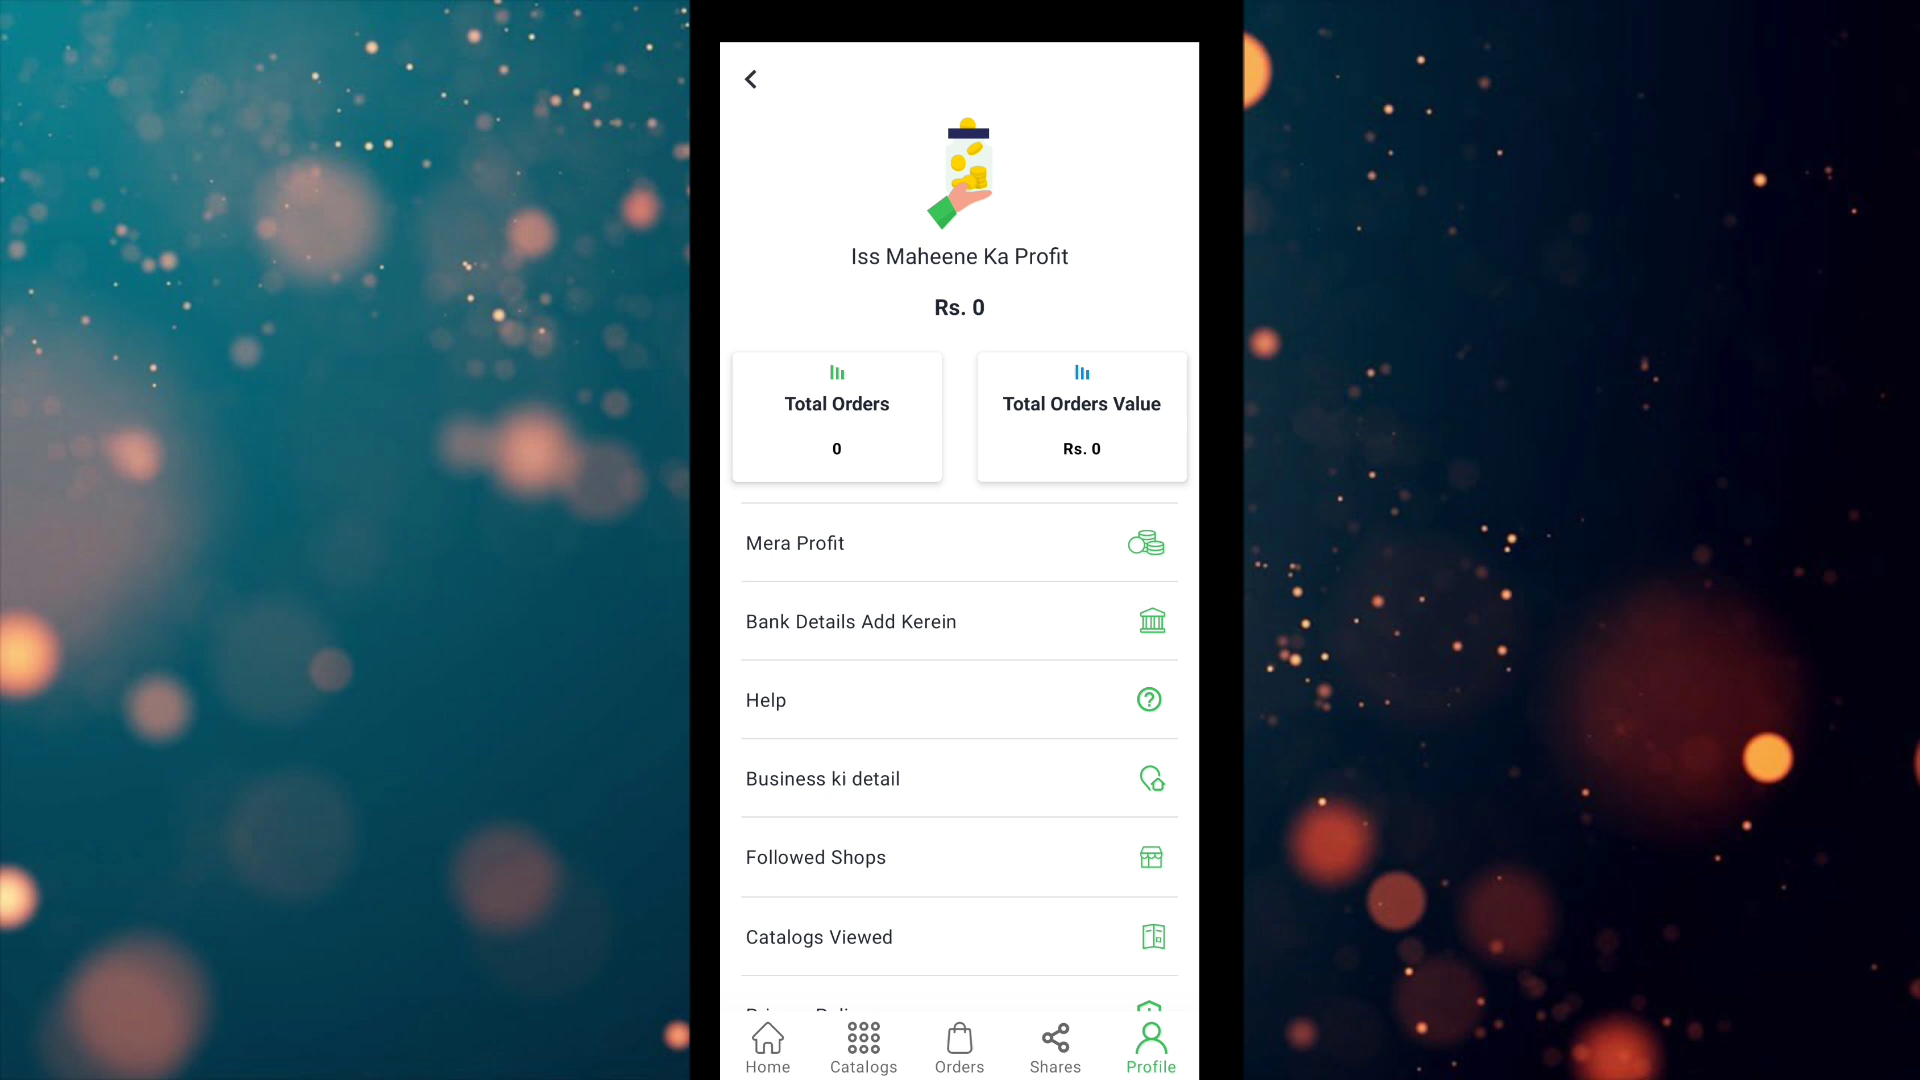 Iss Maheene Ka Profit
Rs. 0
Total Orders
0
Total Orders Value
Rs. 0
Mera Profit
Bank Details Add Kerein
Help
Business ki detail
Followed Shops
Catalogs Viewed
Home
Catalogs
Orders
Shares
Profile